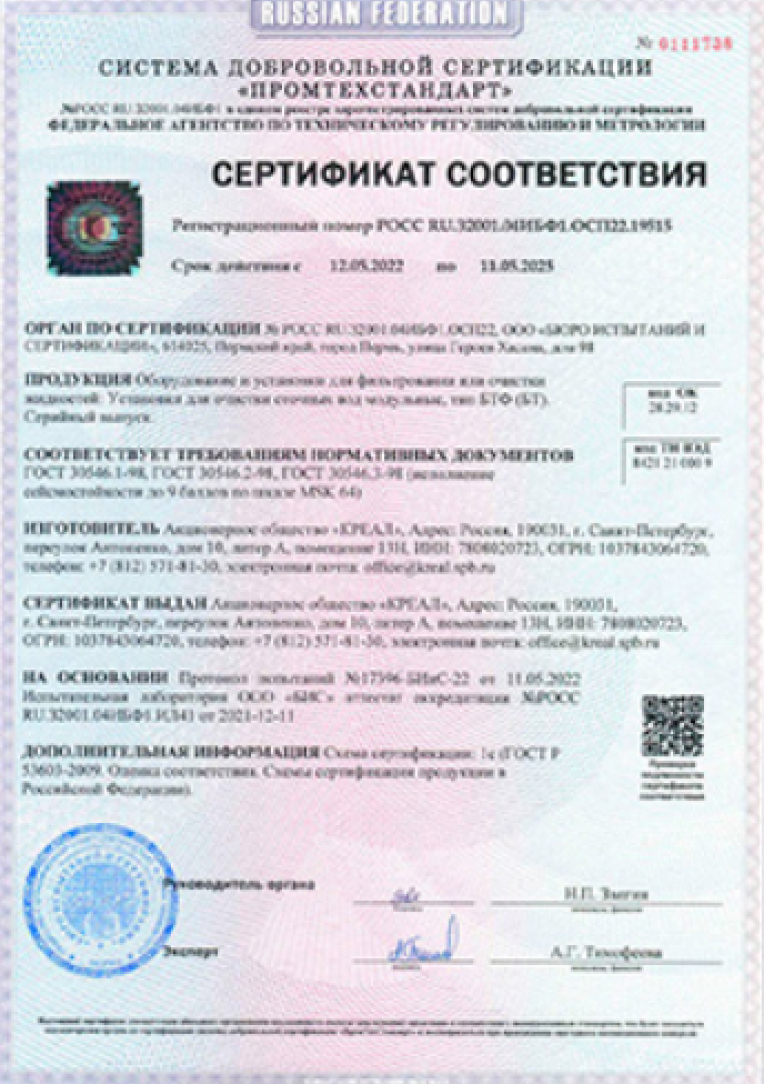 RUSSIAN FEDERATION
№ 0111738
СИСТЕМА ДОБРОВОЛЬНОЙ СЕРТИФИКАЦИИ
«ПРОМТЕХСТАНДАРТ»
№РОСС RU.32001.04ИБФ1 в едином реестре зарегистрированных систем добровольной сертификации
ФЕДЕРАЛЬНОЕ АГЕНТСТВО ПО ТЕХНИЧЕСКОМУ РЕГУЛИРОВАНИЮ И МЕТРОЛОГИИ
СЕРТИФИКАТ СООТВЕТСТВИЯ
Регистрационный номер РОСС RU.32001.04ИБФ1.ОСП22.19515
Срок действия с 12.05.2022 по 11.05.2025
ОРГАН ПО СЕРТИФИКАЦИИ № РОСС RU.32001.04ИБФ1.ОСП22, ООО «БЮРО ИСПЫТАНИЙ И
СЕРТИФИКАЦИИ», 614025, Пермский край, город Пермь, улица Героев Хасана, дом 98
ПРОДУКЦИЯ Оборудование и установки для фильтрования или очистки
жидкостей: Установки для очистки сточных вод модульные, тип БТФ (БТ).
Серийный выпуск.
код ОК
28.29.12
СООТВЕТСТВУЕТ ТРЕБОВАНИЯМ НОРМАТИВНЫХ ДОКУМЕНТОВ
ГОСТ 30546.1-98, ГОСТ 30546.2-98, ГОСТ 30546.3-98 (исполнение
сейсмостойкости до 9 баллов по шкале MSK 64)
код ТН ВЭД
8421 21 000 9
ИЗГОТОВИТЕЛЬ Акционерное общество «КРЕАЛ», Адрес: Россия, 190031, г. Санкт-Петербург,
переулок Антоненко, дом 10, литер А, помещение 13Н, ИНН: 7808020723, ОГРН: 1037843064720,
телефон: +7 (812) 571-81-30, электронная почта: office@kreal.spb.ru
СЕРТИФИКАТ ВЫДАН Акционерное общество «КРЕАЛ», Адрес: Россия, 190031,
г. Санкт-Петербург, переулок Антоненко, дом 10, литер А, помещение 13Н, ИНН: 7808020723,
ОГРН: 1037843064720, телефон: +7 (812) 571-81-30, электронная почта: office@kreal.spb.ru
НА ОСНОВАНИИ Протокол испытаний №17396-БИиС-22 от 11.05.2022
Испытательная лаборатория ООО «БИС» аттестат аккредитации №РОСС
RU.32001.04ИБФ1.ИЛ41 от 2021-12-11
ДОПОЛНИТЕЛЬНАЯ ИНФОРМАЦИЯ Схема сертификации: 1с (ГОСТ Р
53603-2009. Оценка соответствия. Схемы сертификации продукции в
Российской Федерации).
Проверка
подлинности
сертификата
соответствия
Руководитель органа
Н.П.
Эксперт
А.Г. Тимофеева